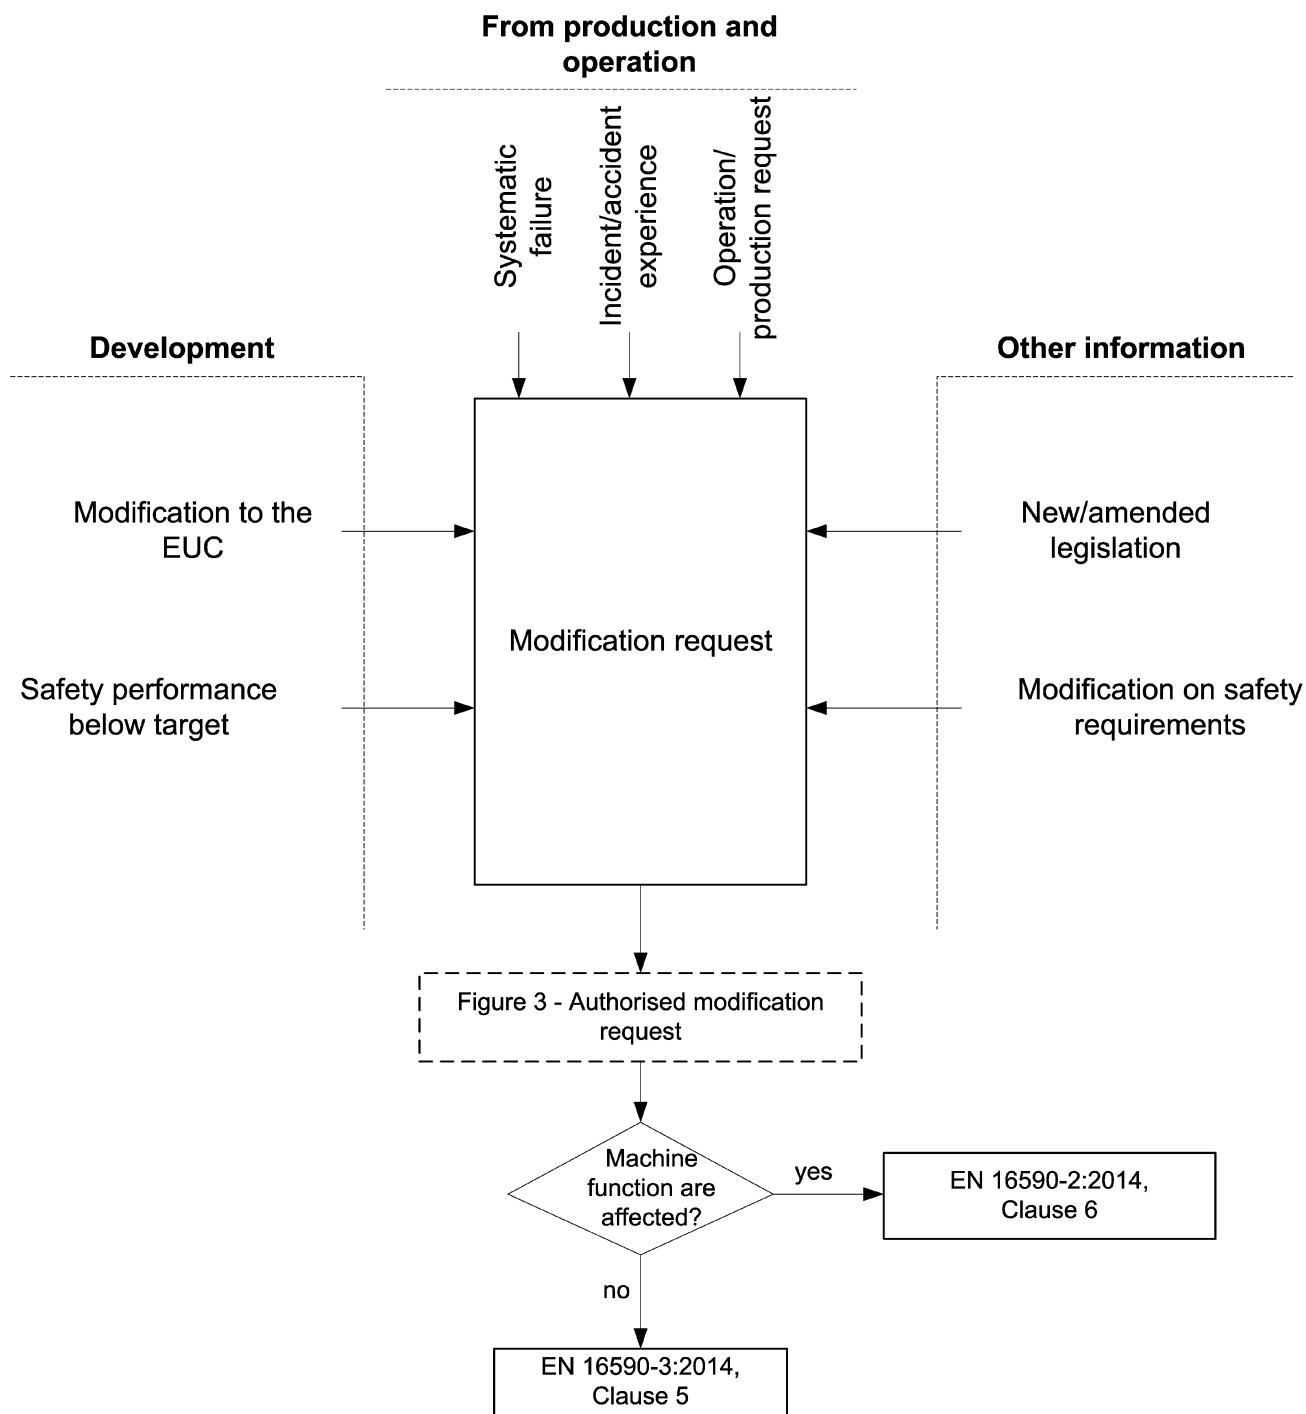 From production and
operation
Systematic
failure
Incident/accident
experience
Operation/
production request
Development
Other information
Modification to the
EUC
New/amended
legislation
Modification request
Safety performance
below target
Modification on safety
requirements
Figure 3 - Authorised modification
request
Machine
function are
affected?
yes
EN 16590-2:2014,
Clause 6
no
EN 16590-3:2014,
Clause 5